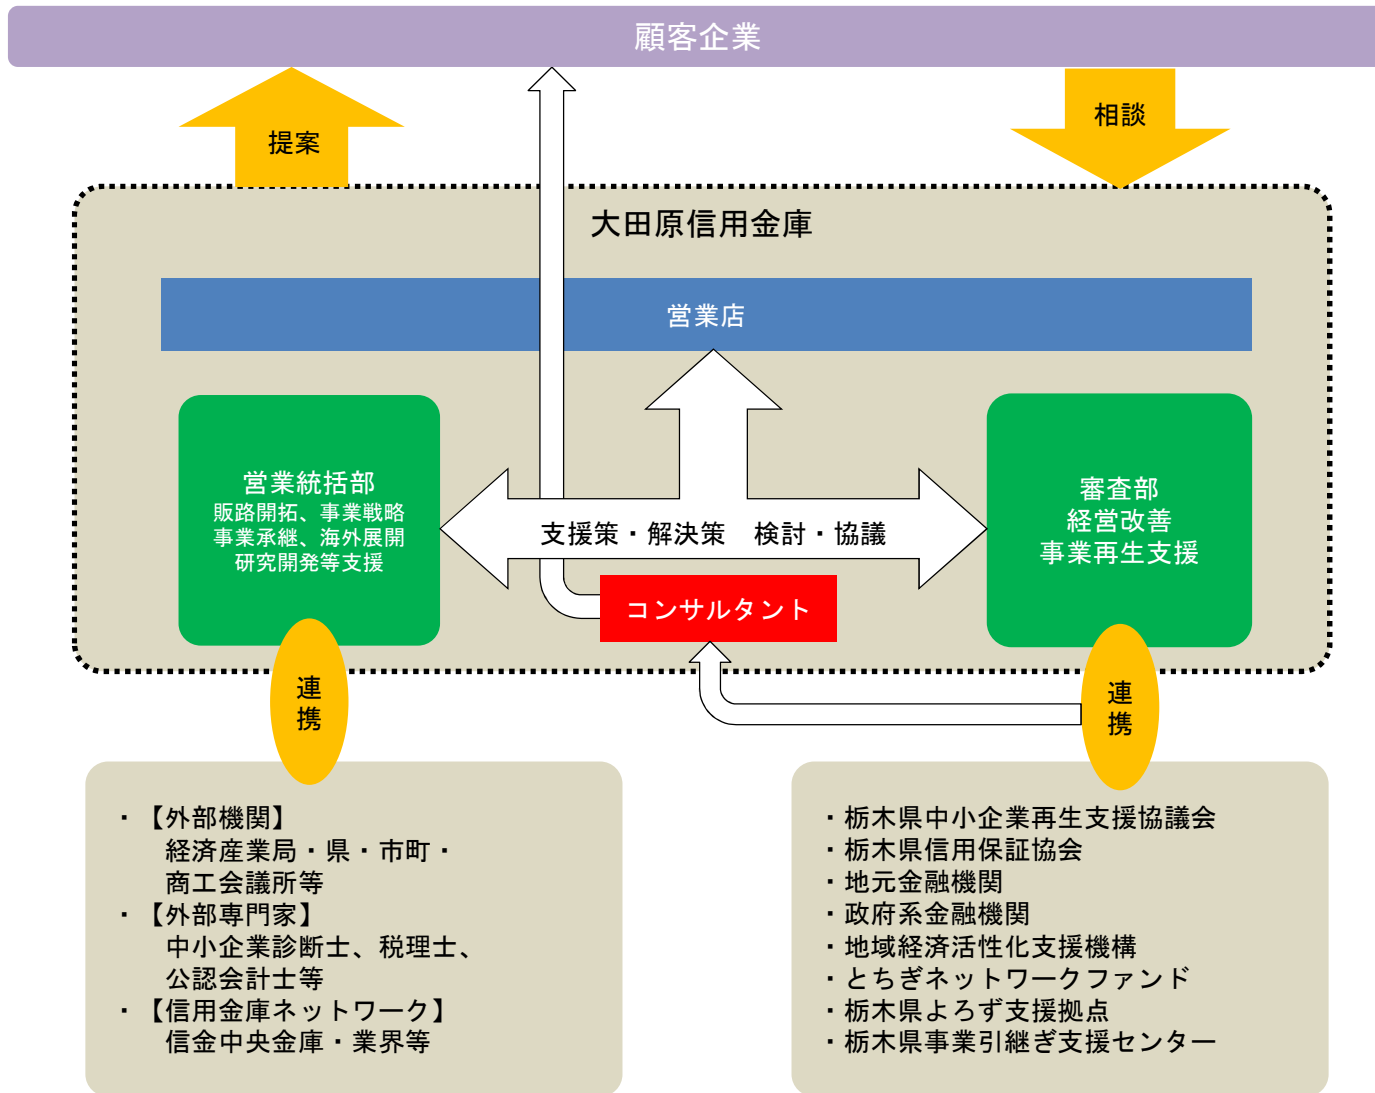 顧客企業
提案
相談
大田原信用金庫
営業店
営業統括部
販路開拓、事業戦略
事業承継、海外展開
研究開発等支援
支援策・解決策　検討・協議
審査部
経営改善
事業再生支援
コンサルタント
連
携
連
携
・【外部機関】
経済産業局・県・市町・
商工会議所等
・【外部専門家】
中小企業診断士、税理士、
公認会計士等
・【信用金庫ネットワーク】
信金中央金庫・業界等
・栃木県中小企業再生支援協議会
・栃木県信用保証協会
・地元金融機関
・政府系金融機関
・地域経済活性化支援機構
・とちぎネットワークファンド
・栃木県よろず支援拠点
・栃木県事業引継ぎ支援センター